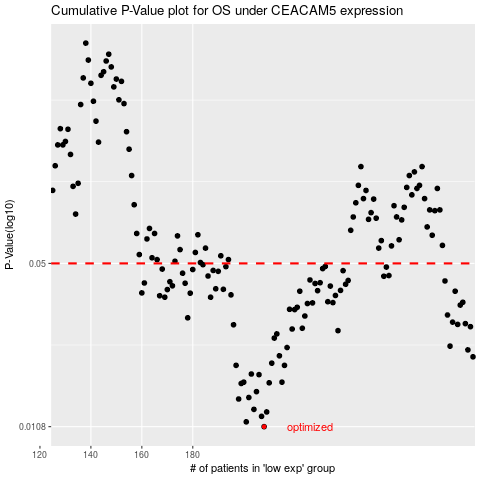 Cumulative P-Value plot for OS under CEACAM5 expression
P-Value(log10)
0.05
0.0108
optimized
120 140 160 180
# of patients in 'low exp' group